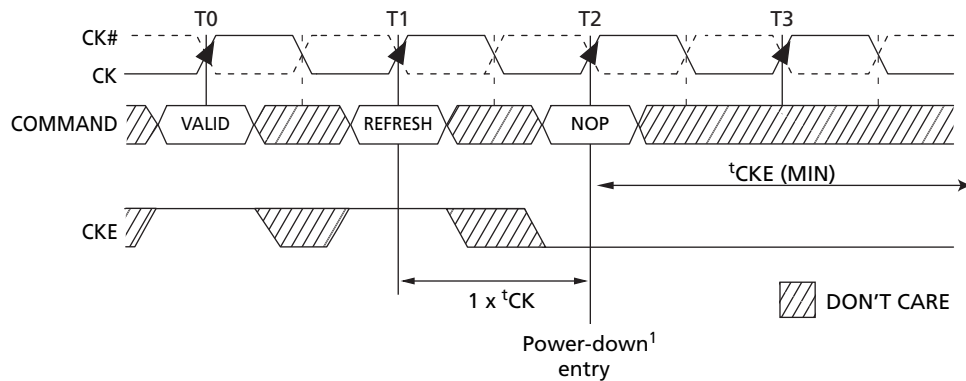 T0 T1 T2 T3
CK#
CK
COMMAND VALID REFRESH NOP
tCKE (MIN)
CKE
1 x tCK
DON'T CARE
Power-down1
entry